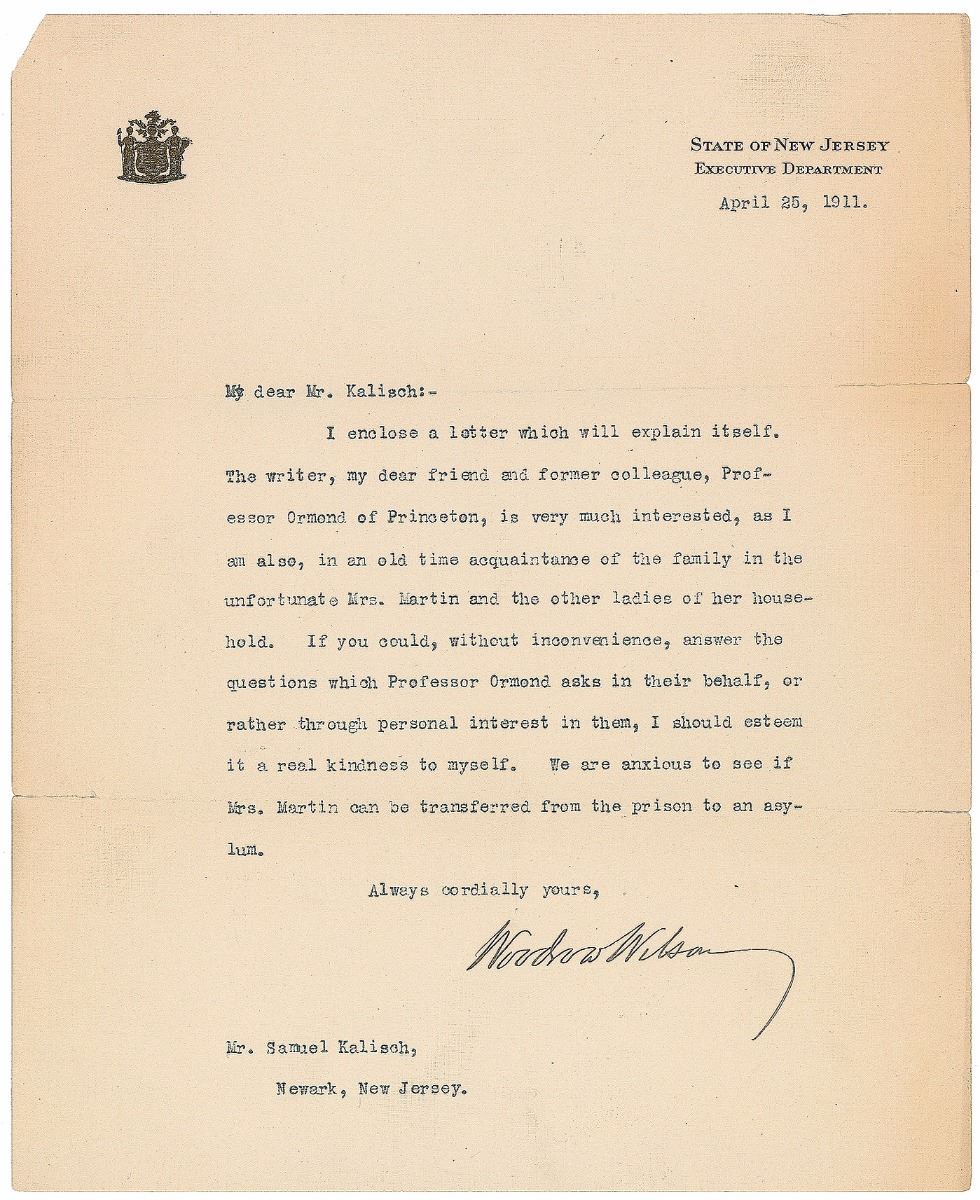 STATE OF NEW JERSEY
EXECUTIVE DEPARTMENT
April 25, 1911.
My dear Mr. Kalisch:-
I enclose a letter which will explain itself.
The writer, my dear friend and former colleague, Prof-
essor Ormond of Princeton, is very much interested, as I
am also, in an old time acquaintance of the family in the
unfortunate Mrs. Martin and the other ladies of her house-
hold. If you could, without inconvenience, answer the
questions which Professor Ormond asks in their behalf, or
rather through personal interest in them, I should esteem
it a real kindness to myself. We are anxious to see if
Mrs. Martin can be transferred from the prison to an asy-
lum.
Always cordially yours,
Woodrow Wilson
Mr. Samuel Kalisch,
Newark, New Jersey.